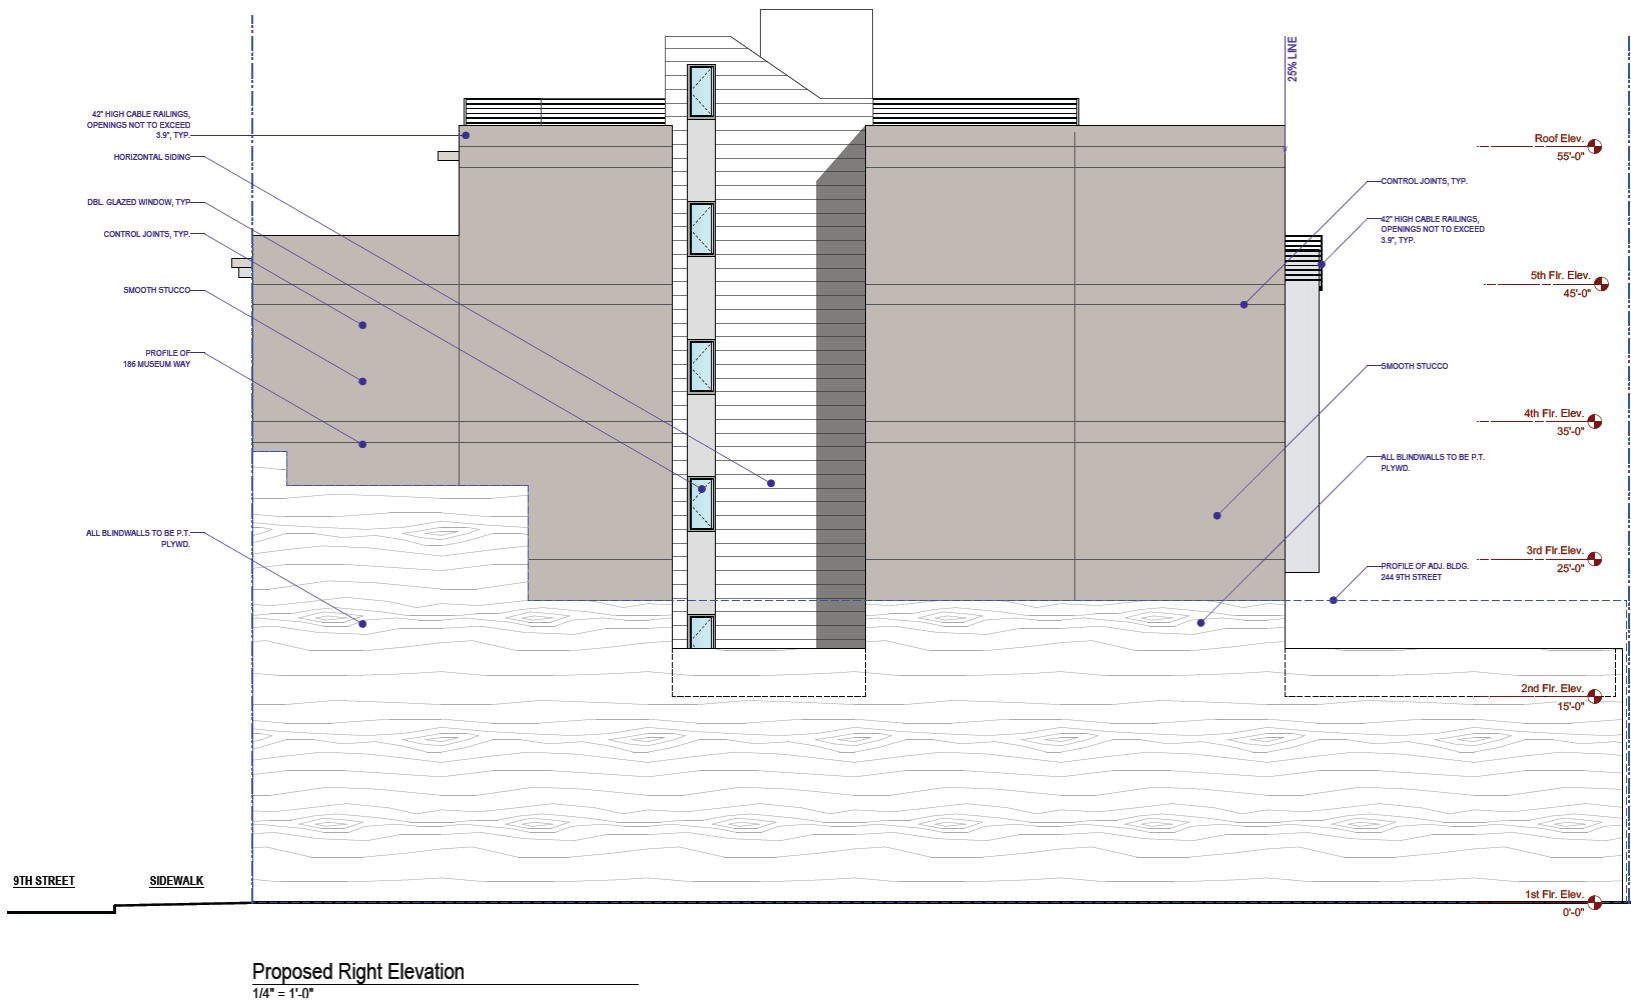 25% LINE
42" HIGH CABLE RAILINGS,
OPENINGS NOT TO EXCEED
3.9", TYP.
HORIZONTAL SIDING
DBL. GLAZED WINDOW, TYP
CONTROL JOINTS, TYP.
SMOOTH STUCCO
PROFILE OF
186 MUSEUM WAY
ALL BLINDWALLS TO BE P.T.
PLYWD.
Roof Elev.
55'-0"
CONTROL JOINTS, TYP.
42" HIGH CABLE RAILINGS,
OPENINGS NOT TO EXCEED
3.9", TYP.
5th Flr. Elev.
45'-0"
SMOOTH STUCCO
4th Flr. Elev.
35'-0"
ALL BLINDWALLS TO BE P.T.
PLYWD.
3rd Flr.Elev.
25'-0"
PROFILE OF ADJ. BLDG.
244 9TH STREET
2nd Flr. Elev.
15'-0"
1st Flr. Elev.
0'-0"
9TH STREET
SIDEWALK
Proposed Right Elevation
1/4" = 1'-0"